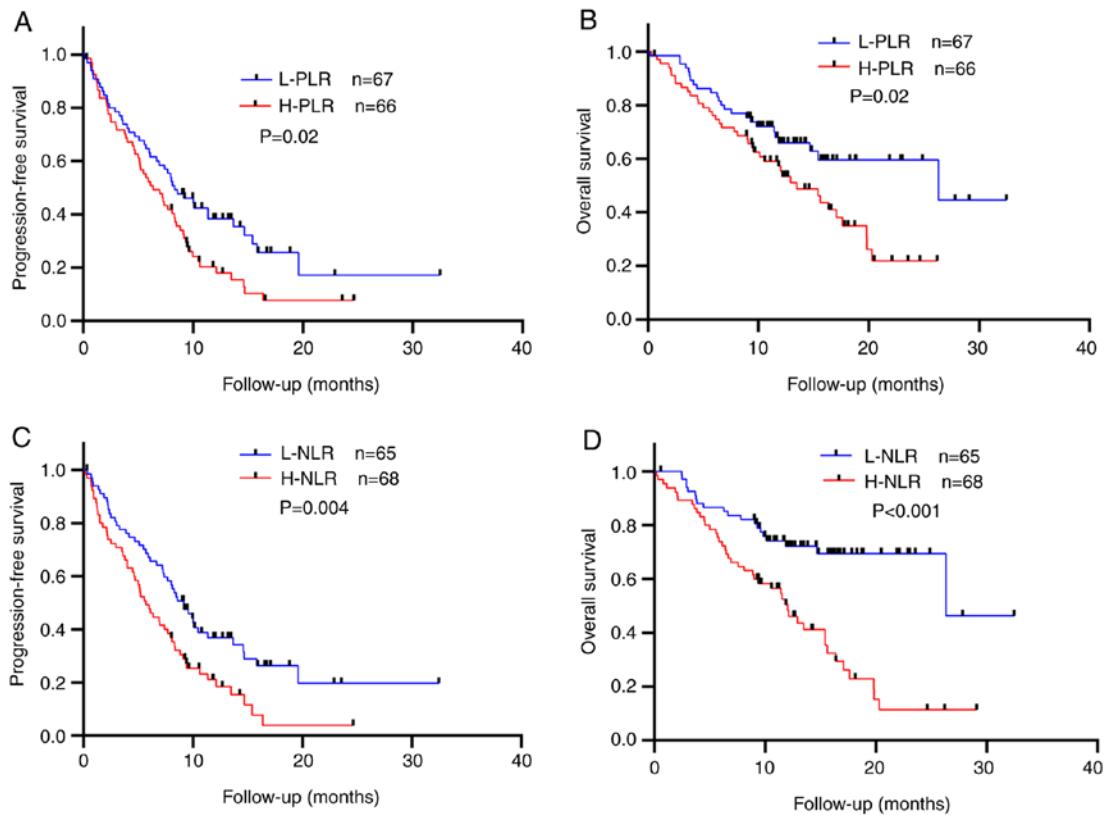 A
Progression-free survival
1.0
0.8
0.6
0.4
0.2
0.0
L-PLR n=67
H-PLR n=66
P=0.02
0 10 20 30 40
Follow-up (months)
B
Overall survival
1.0
0.8
0.6
0.4
0.2
0.0
L-PLR n=67
H-PLR n=66
P=0.02
0 10 20 30 40
Follow-up (months)
C
Progression-free survival
1.0
0.8
0.6
0.4
0.2
0.0
L-NLR n=65
H-NLR n=68
P=0.004
0 10 20 30 40
Follow-up (months)
D
Overall survival
1.0
0.8
0.6
0.4
0.2
0.0
L-NLR n=65
H-NLR n=68
P<0.001
0 10 20 30 40
Follow-up (months)